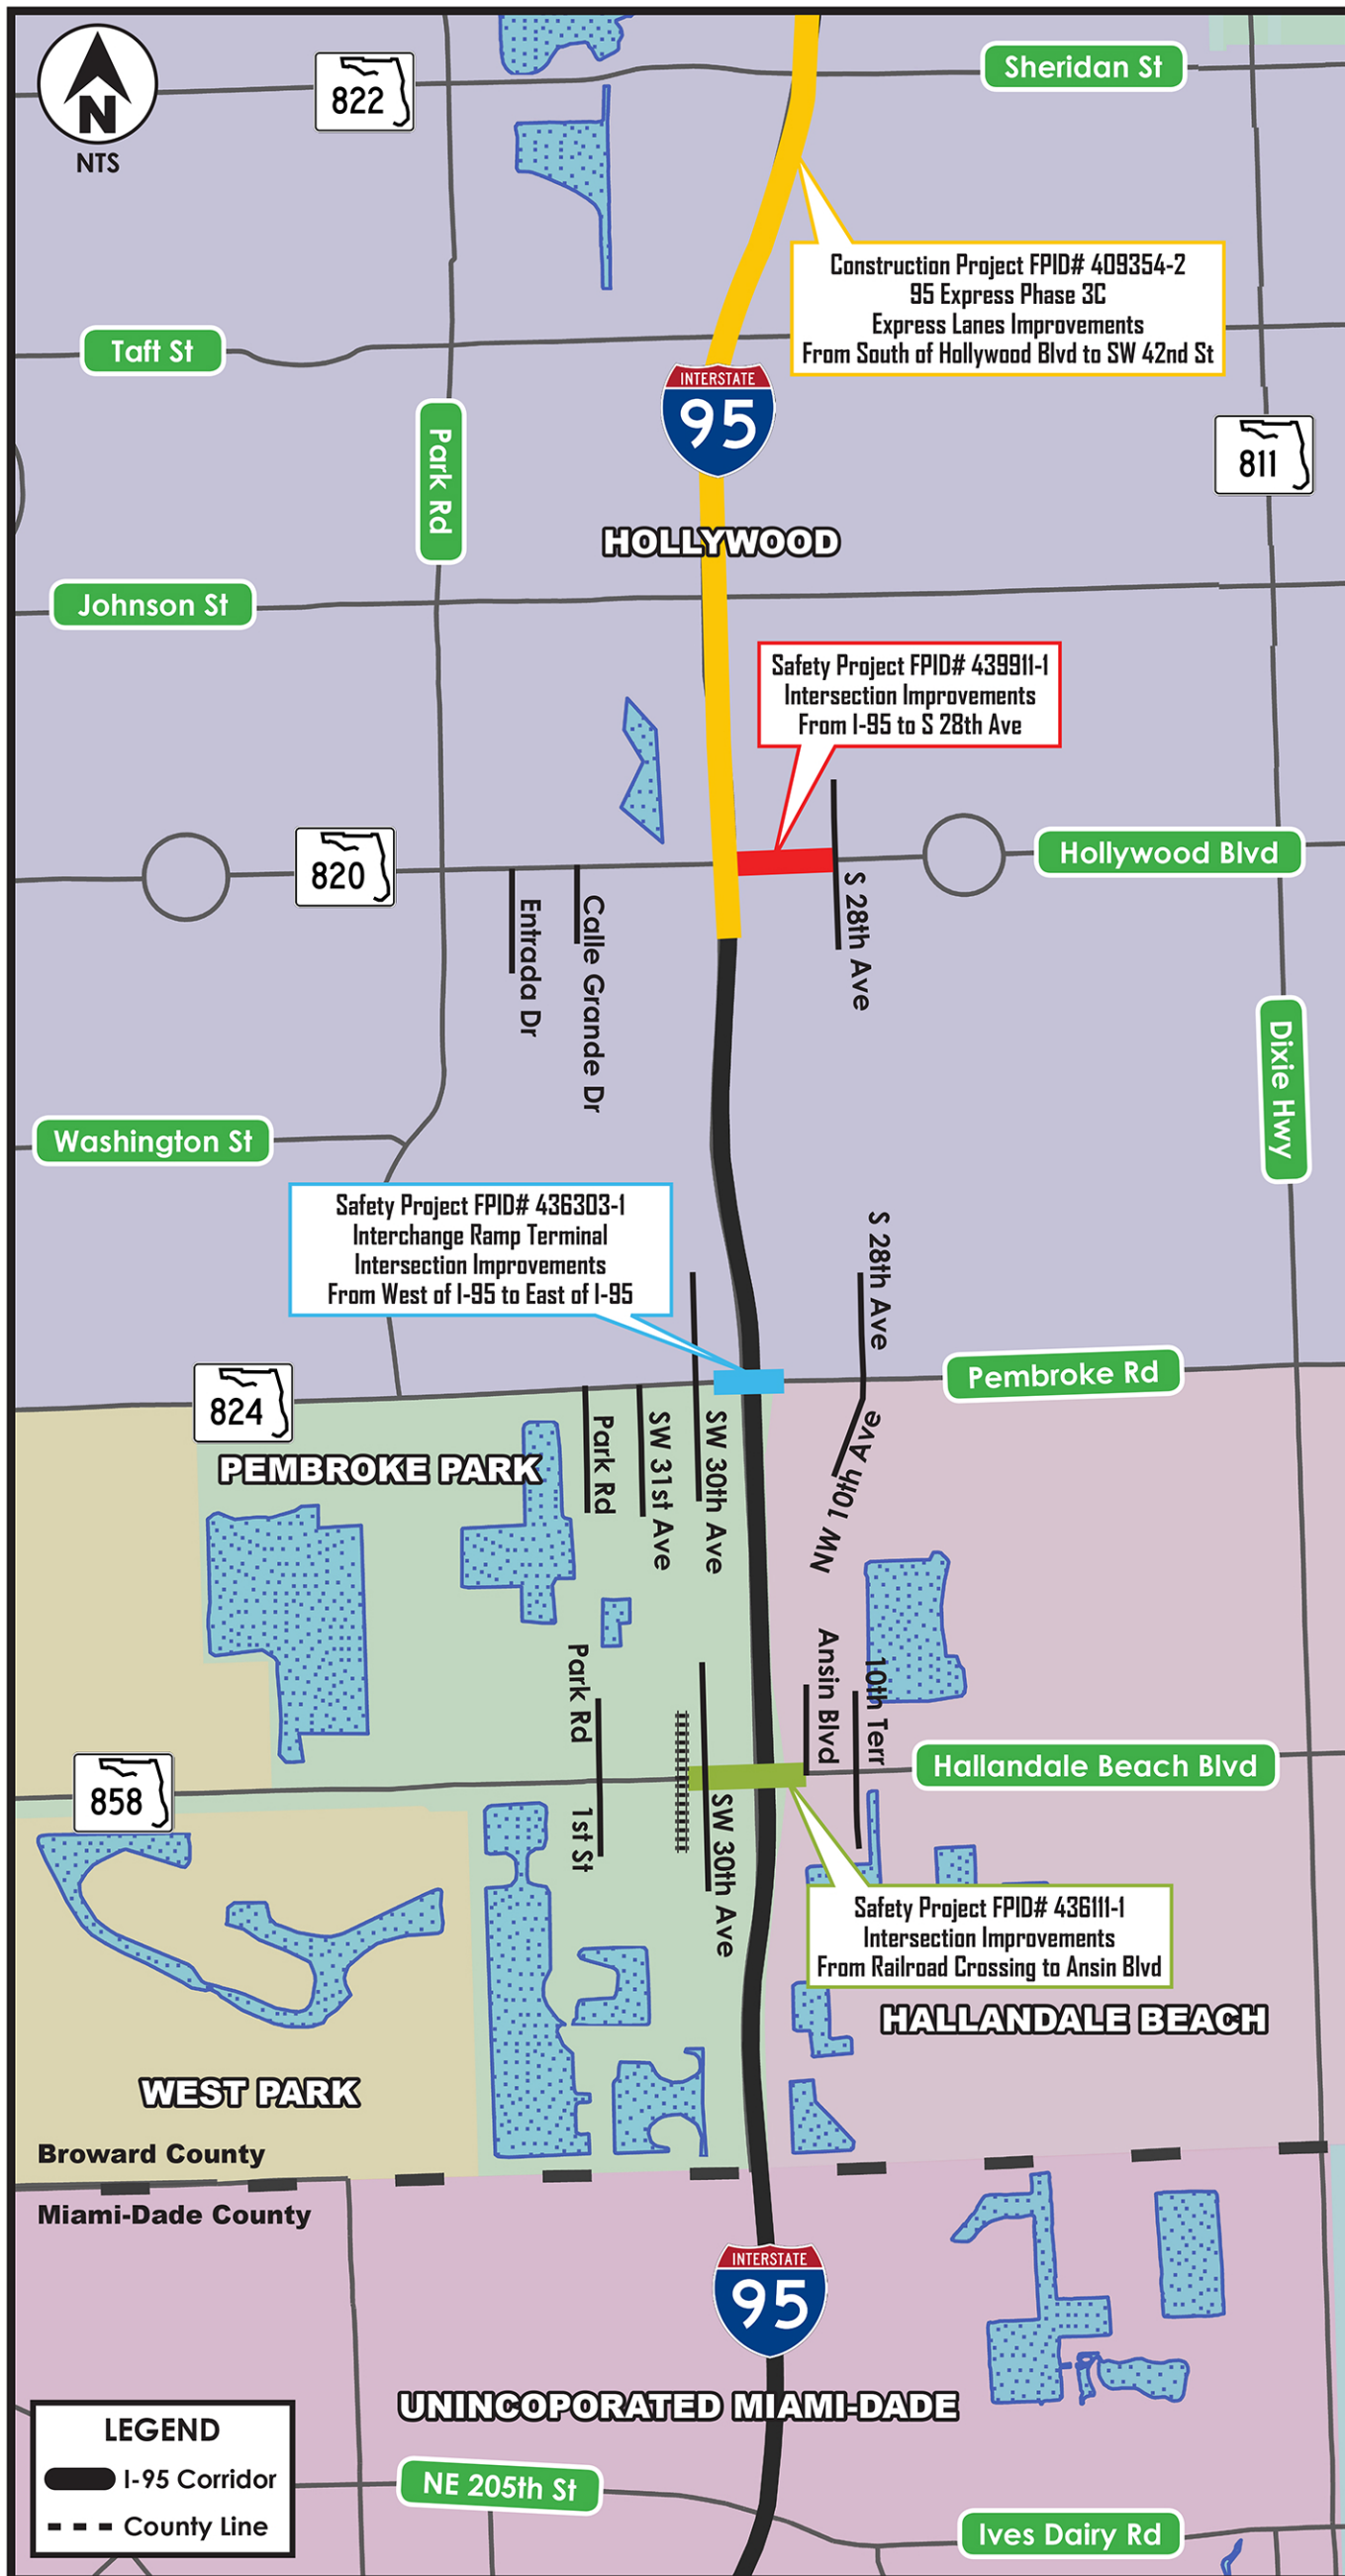 Sheridan St
822
N
NTS
Construction Project FPID# 409354-2
95 Express Phase 3C
Express Lanes Improvements
From South of Hollywood Blvd to SW 42nd St
Taft St
INTERSTATE
95
Park Rd
811
HOLLYWOOD
Johnson St
Safety Project FPID# 439911-1
Intersection Improvements
From I-95 to S 28th Ave
820
Hollywood Blvd
S 28th Ave
Entrada Dr
Calle Grande Dr
Dixie Hwy
Washington St
Safety Project FPID# 436303-1
Interchange Ramp Terminal
Intersection Improvements
From West of I-95 to East of I-95
S 28th Ave
Pembroke Rd
824
PEMBROKE PARK
Park Rd
SW 31st Ave
SW 30th Ave
NW 10th Ave
Park Rd
Ansin Blvd
10th Terr
Hallandale Beach Blvd
858
1st St
SW 30th Ave
Safety Project FPID# 436111-1
Intersection Improvements
From Railroad Crossing to Ansin Blvd
HALLANDALE BEACH
WEST PARK
Broward County
Miami-Dade County
INTERSTATE
95
UNINCOPORATED MIAMI-DADE
LEGEND
I-95 Corridor
County Line
NE 205th St
Ives Dairy Rd